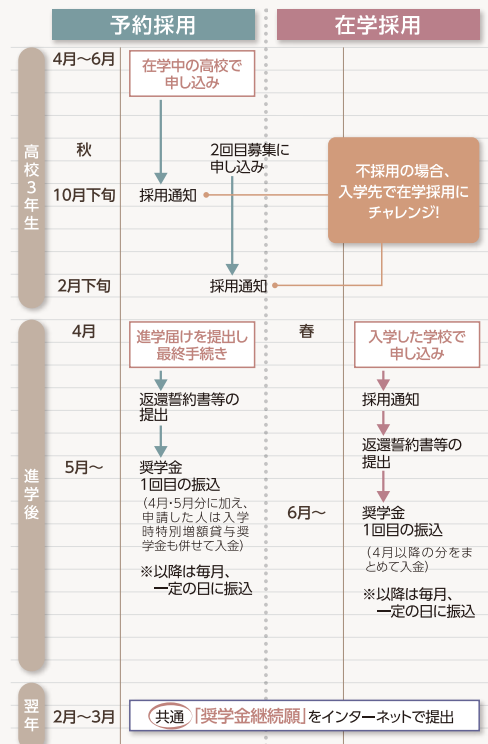 予約採用
在学採用
高校3年生
4月〜6月
在学中の高校で
申し込み
秋
2回目募集に
申し込み
10月下旬
採用通知
不採用の場合、
入学先で在学採用に
チャレンジ!
2月下旬
採用通知
進学後
4月
進学届けを提出し
最終手続き
返還誓約書等の
提出
5月〜
奨学金
1回目の振込
(4月・5月分に加え、
申請した人は入学
時特別増額貸与奨
学金も併せて入金)
※以降は毎月、
一定の日に振込
春
入学した学校で
申し込み
採用通知
返還誓約書等の
提出
6月〜
奨学金
1回目の振込
(4月以降の分をま
とめて入金)
※以降は毎月、
一定の日に振込
翌年
2月〜3月
共通「奨学金継続願」をインターネットで提出